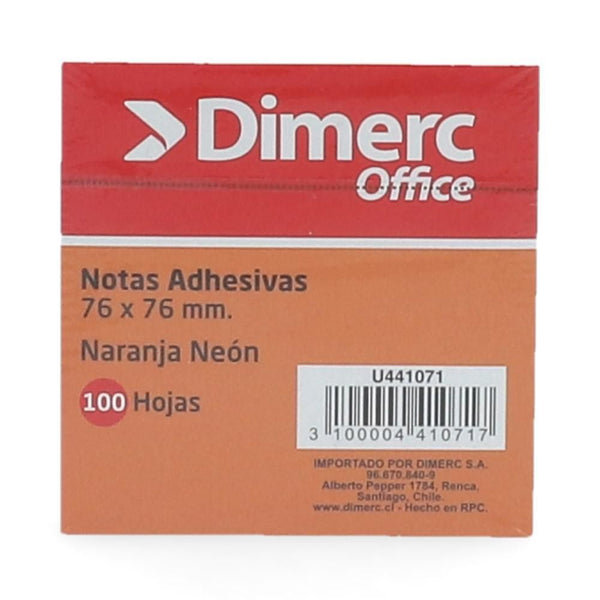 Dimerc
Office
Notas Adhesivas
76 x 76 mm.
Naranja Neón
100 Hojas
U441071
3 100004 410717
IMPORTADO POR DIMERC S.A.
96.670.840-9
Alberto Pepper 1784, Renca,
Santiago, Chile.
www.dimerc.cl - Hecho en RPC.